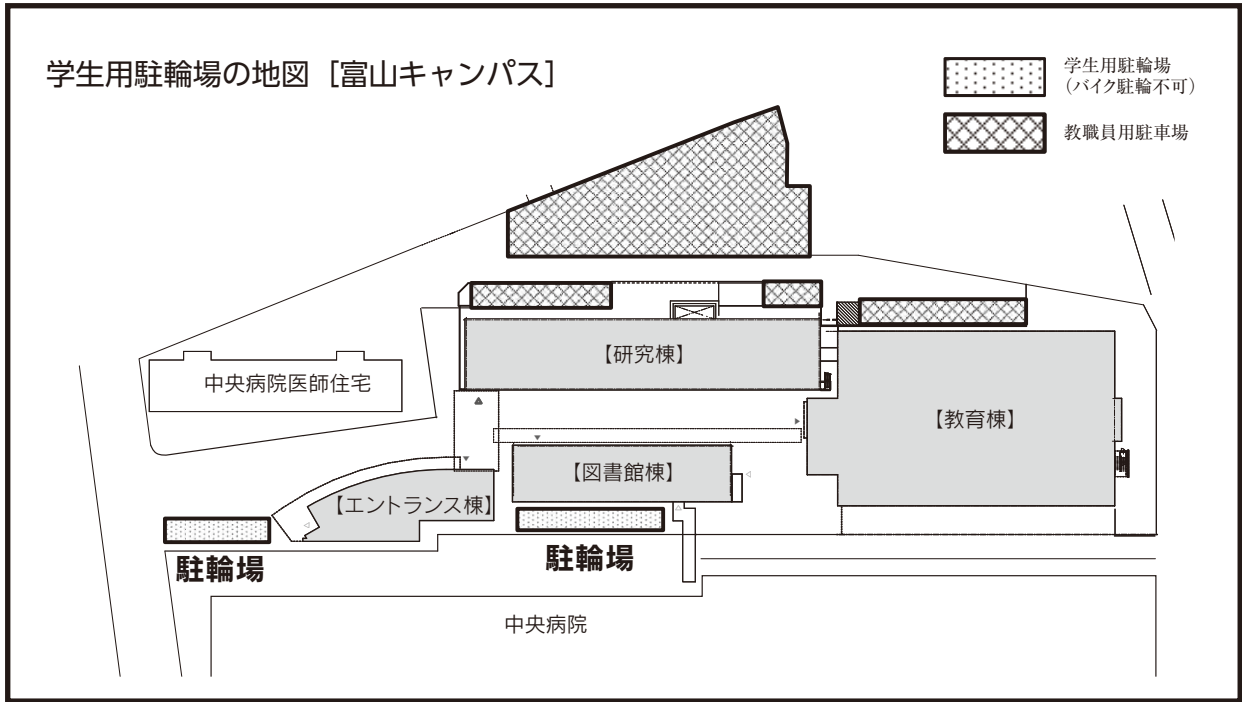 学生用駐輪場の地図［富山キャンパス］
学生用駐輪場
（バイク駐輪不可）
教職員用駐車場
【研究棟】
中央病院医師住宅
【教育棟】
【図書館棟】
【エントランス棟】
駐輪場
駐輪場
中央病院